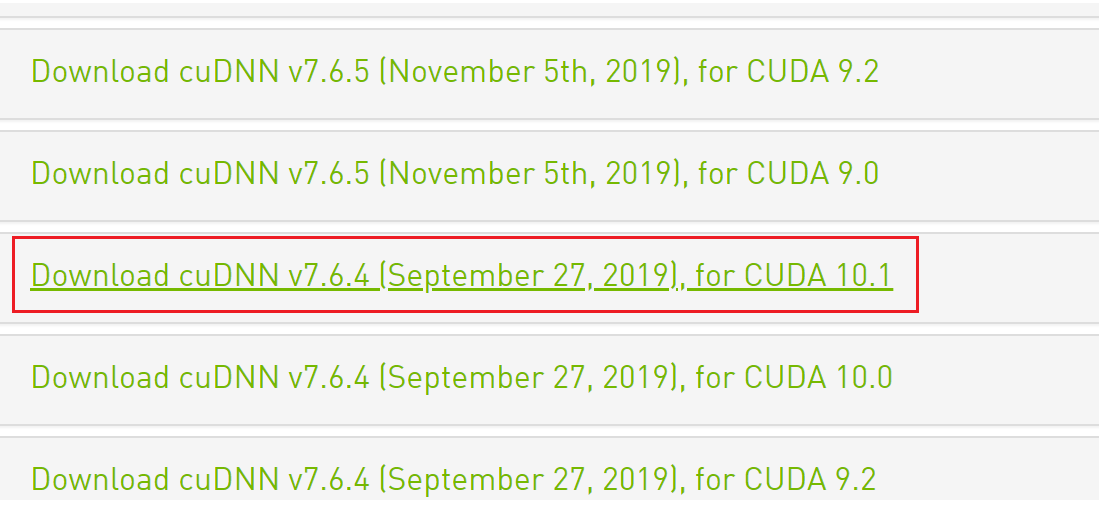 Download cuDNN v7.6.5 (November 5th, 2019), for CUDA 9.2
Download cuDNN v7.6.5 (November 5th, 2019), for CUDA 9.0
Download cuDNN v7.6.4 (September 27, 2019), for CUDA 10.1
Download cuDNN v7.6.4 (September 27, 2019), for CUDA 10.0
Download cuDNN v7.6.4 (September 27, 2019), for CUDA 9.2